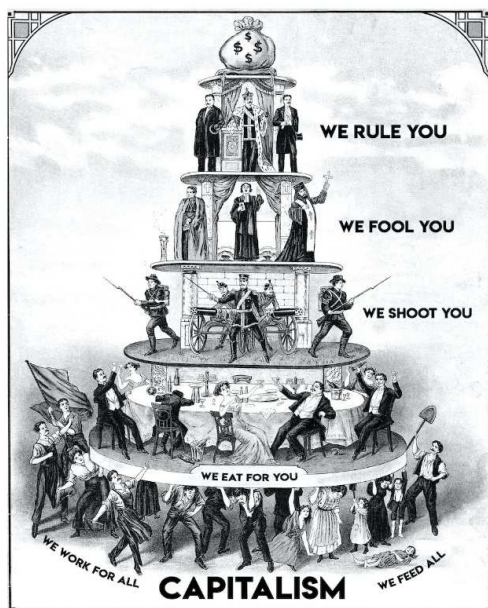 $ $
$ $
WE RULE YOU
WE FOOL YOU
WE SHOOT YOU
WE EAT FOR YOU
WE WORK FOR ALL
WE FEED ALL
CAPITALISM